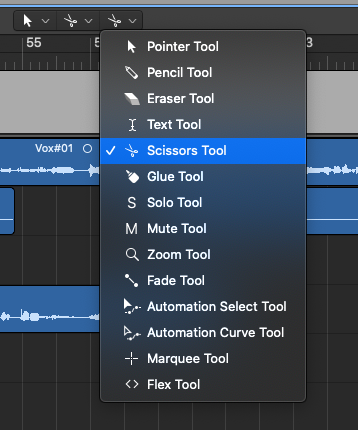 55
3
Pointer Tool
Pencil Tool
Eraser Tool
Text Tool
Vox#01
Scissors Tool
Glue Tool
S Solo Tool
M Mute Tool
Zoom Tool
Fade Tool
Automation Select Tool
Automation Curve Tool
Marquee Tool
Flex Tool